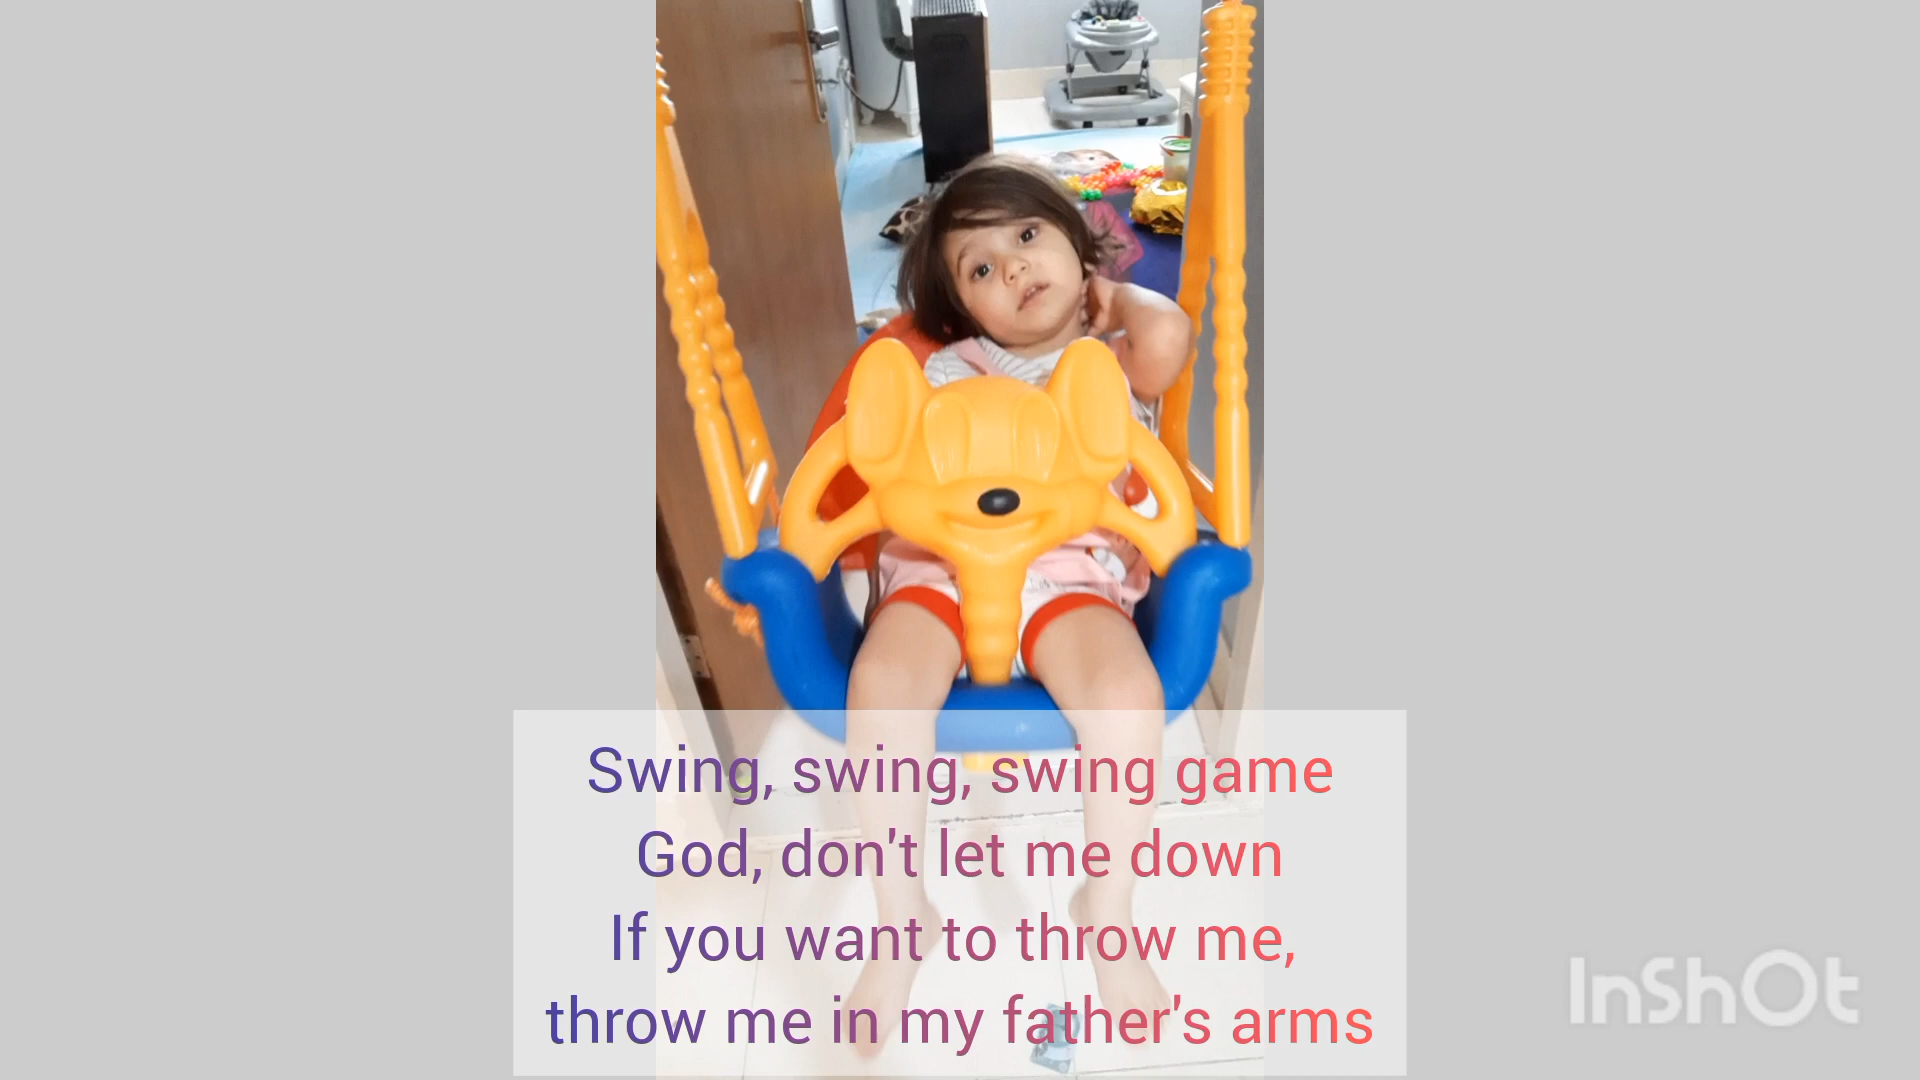 Swing, swing, swing game
God, don't let me down
If you want to throw me,
throw me in my father's arms
InShOt